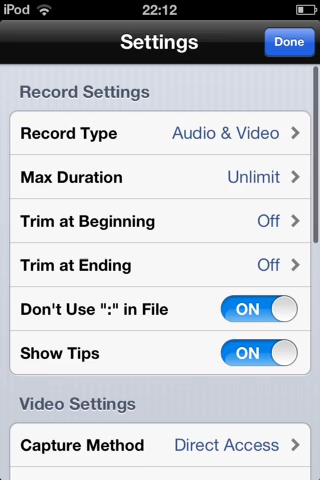 iPod 22:12
Settings Done
Record Settings
Record Type Audio & Video
Max Duration Unlimit
Trim at Beginning Off
Trim at Ending Off
Don't Use ":" in File ON
Show Tips ON
Video Settings
Capture Method Direct Access